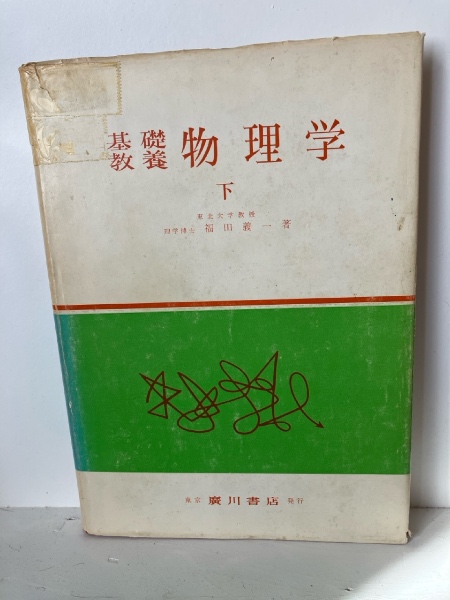 基礎教養 物理学
下
東北大学教授
理学博士 福田義一 著
東京 廣川書店 発行